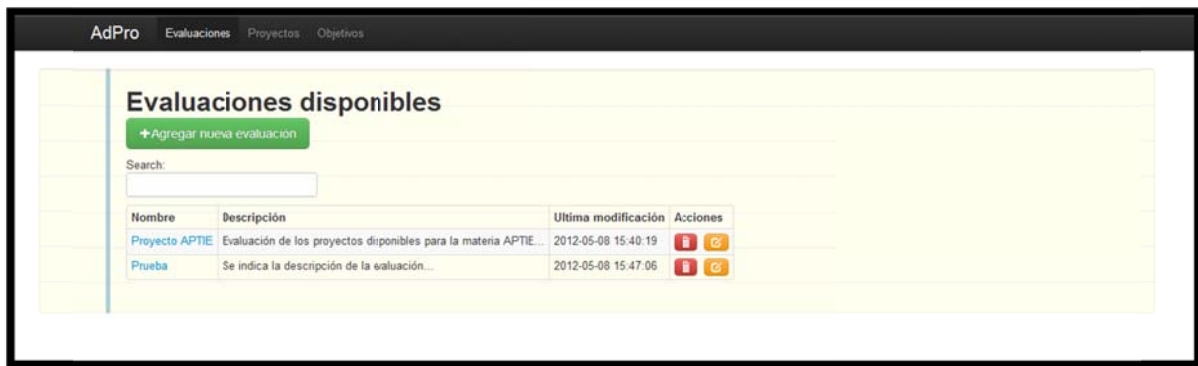 AdPro Evaluaciones Proyectos Objetivos
Evaluaciones disponibles
+Agregar nueva evaluación
Search:
Nombre Descripción Ultima modificación Acciones
Proyecto APTIE Evaluación de los proyectos disponibles para la materia APTIE... 2012-05-08 15:40:19
Prueba Se indica la descripción de la evaluación... 2012-05-08 15:47:06